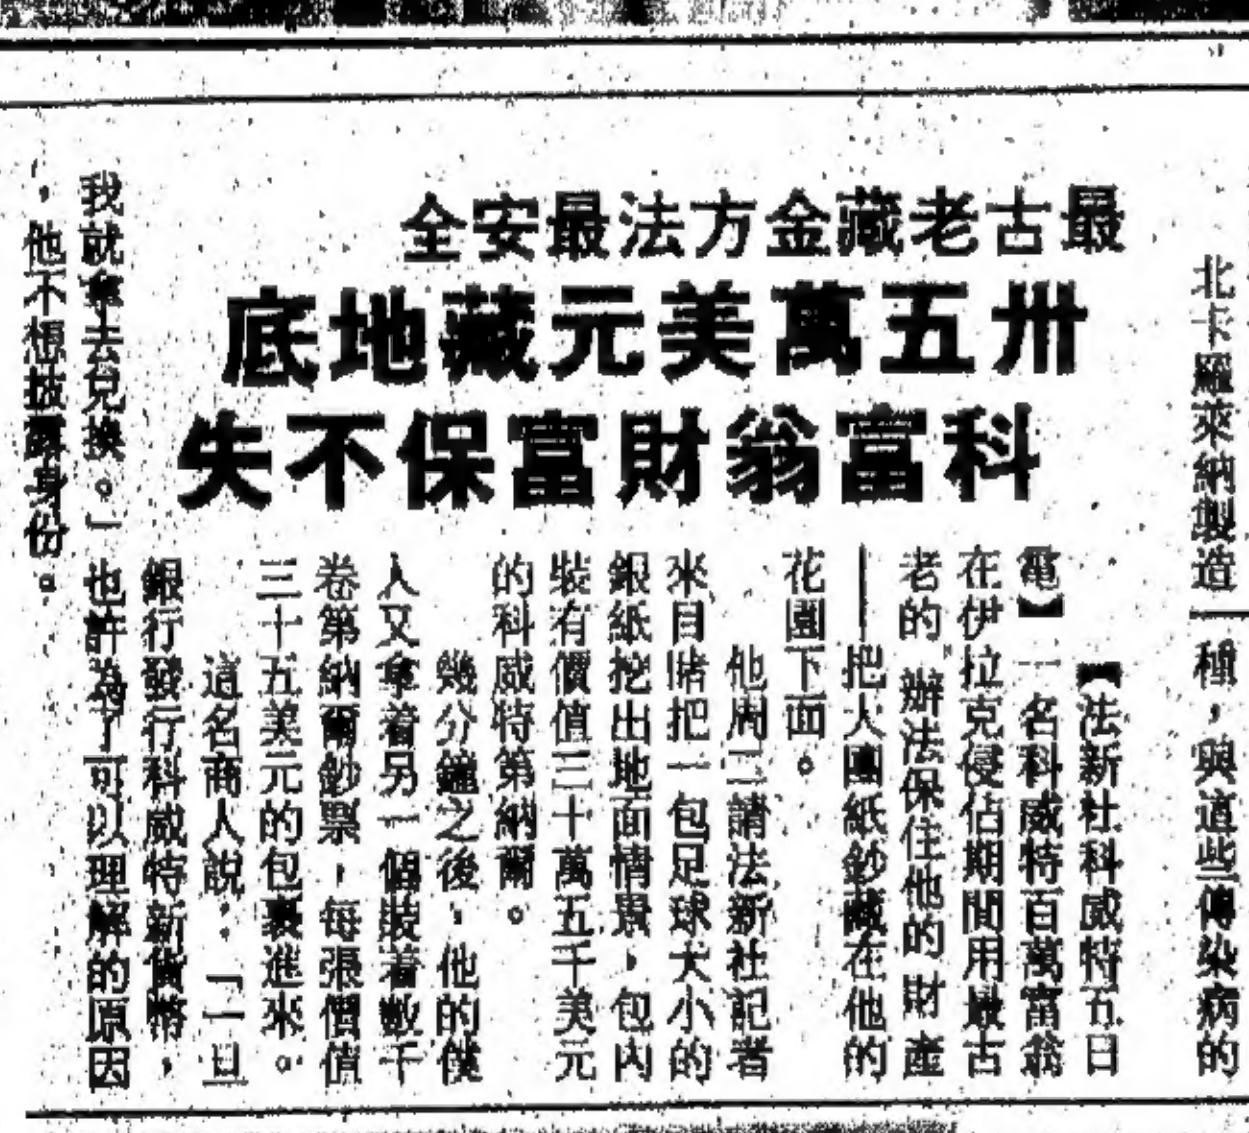 北卡羅萊納製造一種，與這些傳染病的
最古老藏金方法最安全
卅五萬美元藏地底
科富翁財富保不失
【法新社科威特五日
電】一名科威特百萬富翁
在伊拉克侵佔期間用最古
老的辦法保住他的財產
——把大團紙鈔藏在他的
花園下面。
他周二請法新社記者
來目睹把一包足球大小的
銀紙挖出地面情景，包內
裝有價值三十萬五千美元
的科威特第納爾。
幾分鐘之後，他的僕
人又拿着另一個裝着數千
卷第納爾鈔票，每張價值
三十五美元的包裹進來。
這名商人說，「一旦
銀行發行科威特新貨幣，
我就拿去兌換。」也許為了可以理解的原因
，他不想披露身份。